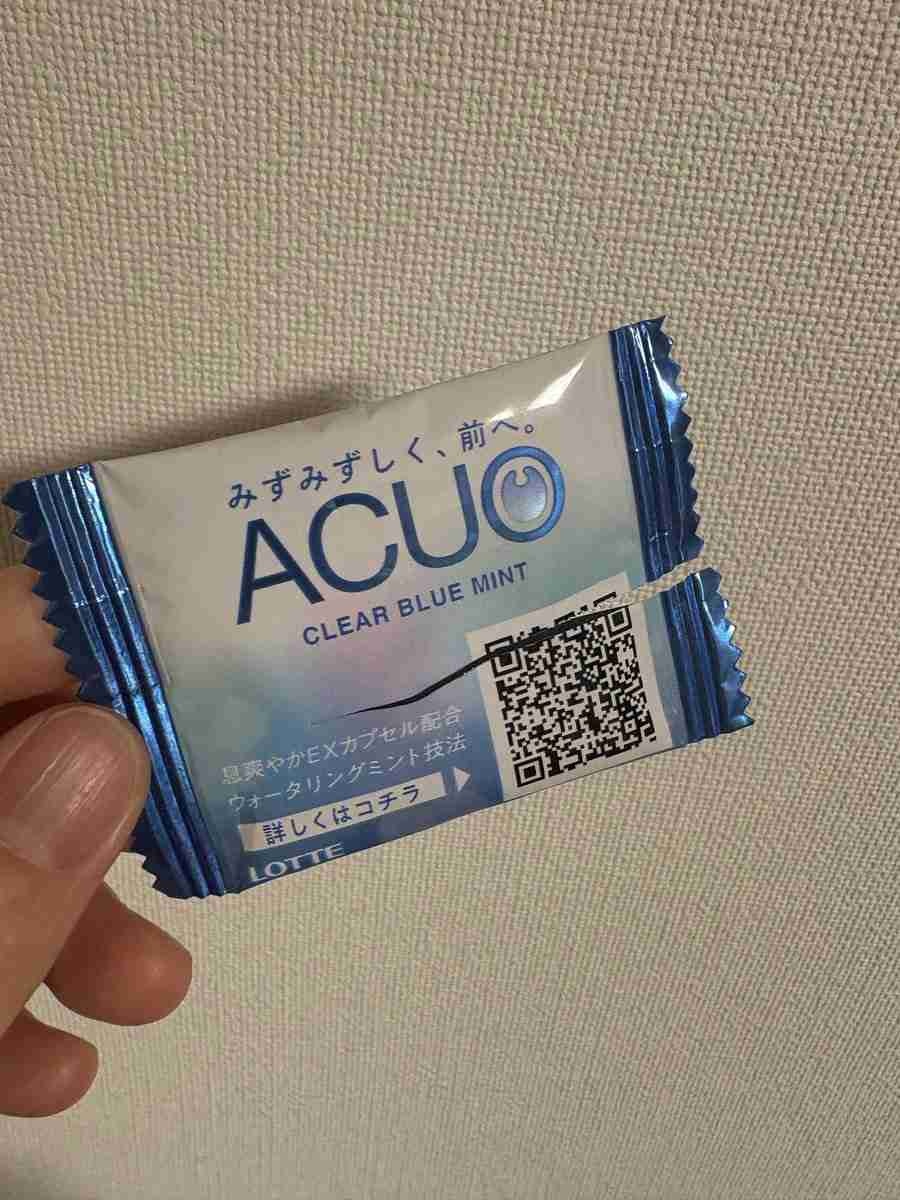 みずみずしく、前へ。
ACUO
CLEAR BLUE MINT
息爽やかEXカプセル配合
ウォータリングミント技法
詳しくはコチラ
LOTTE